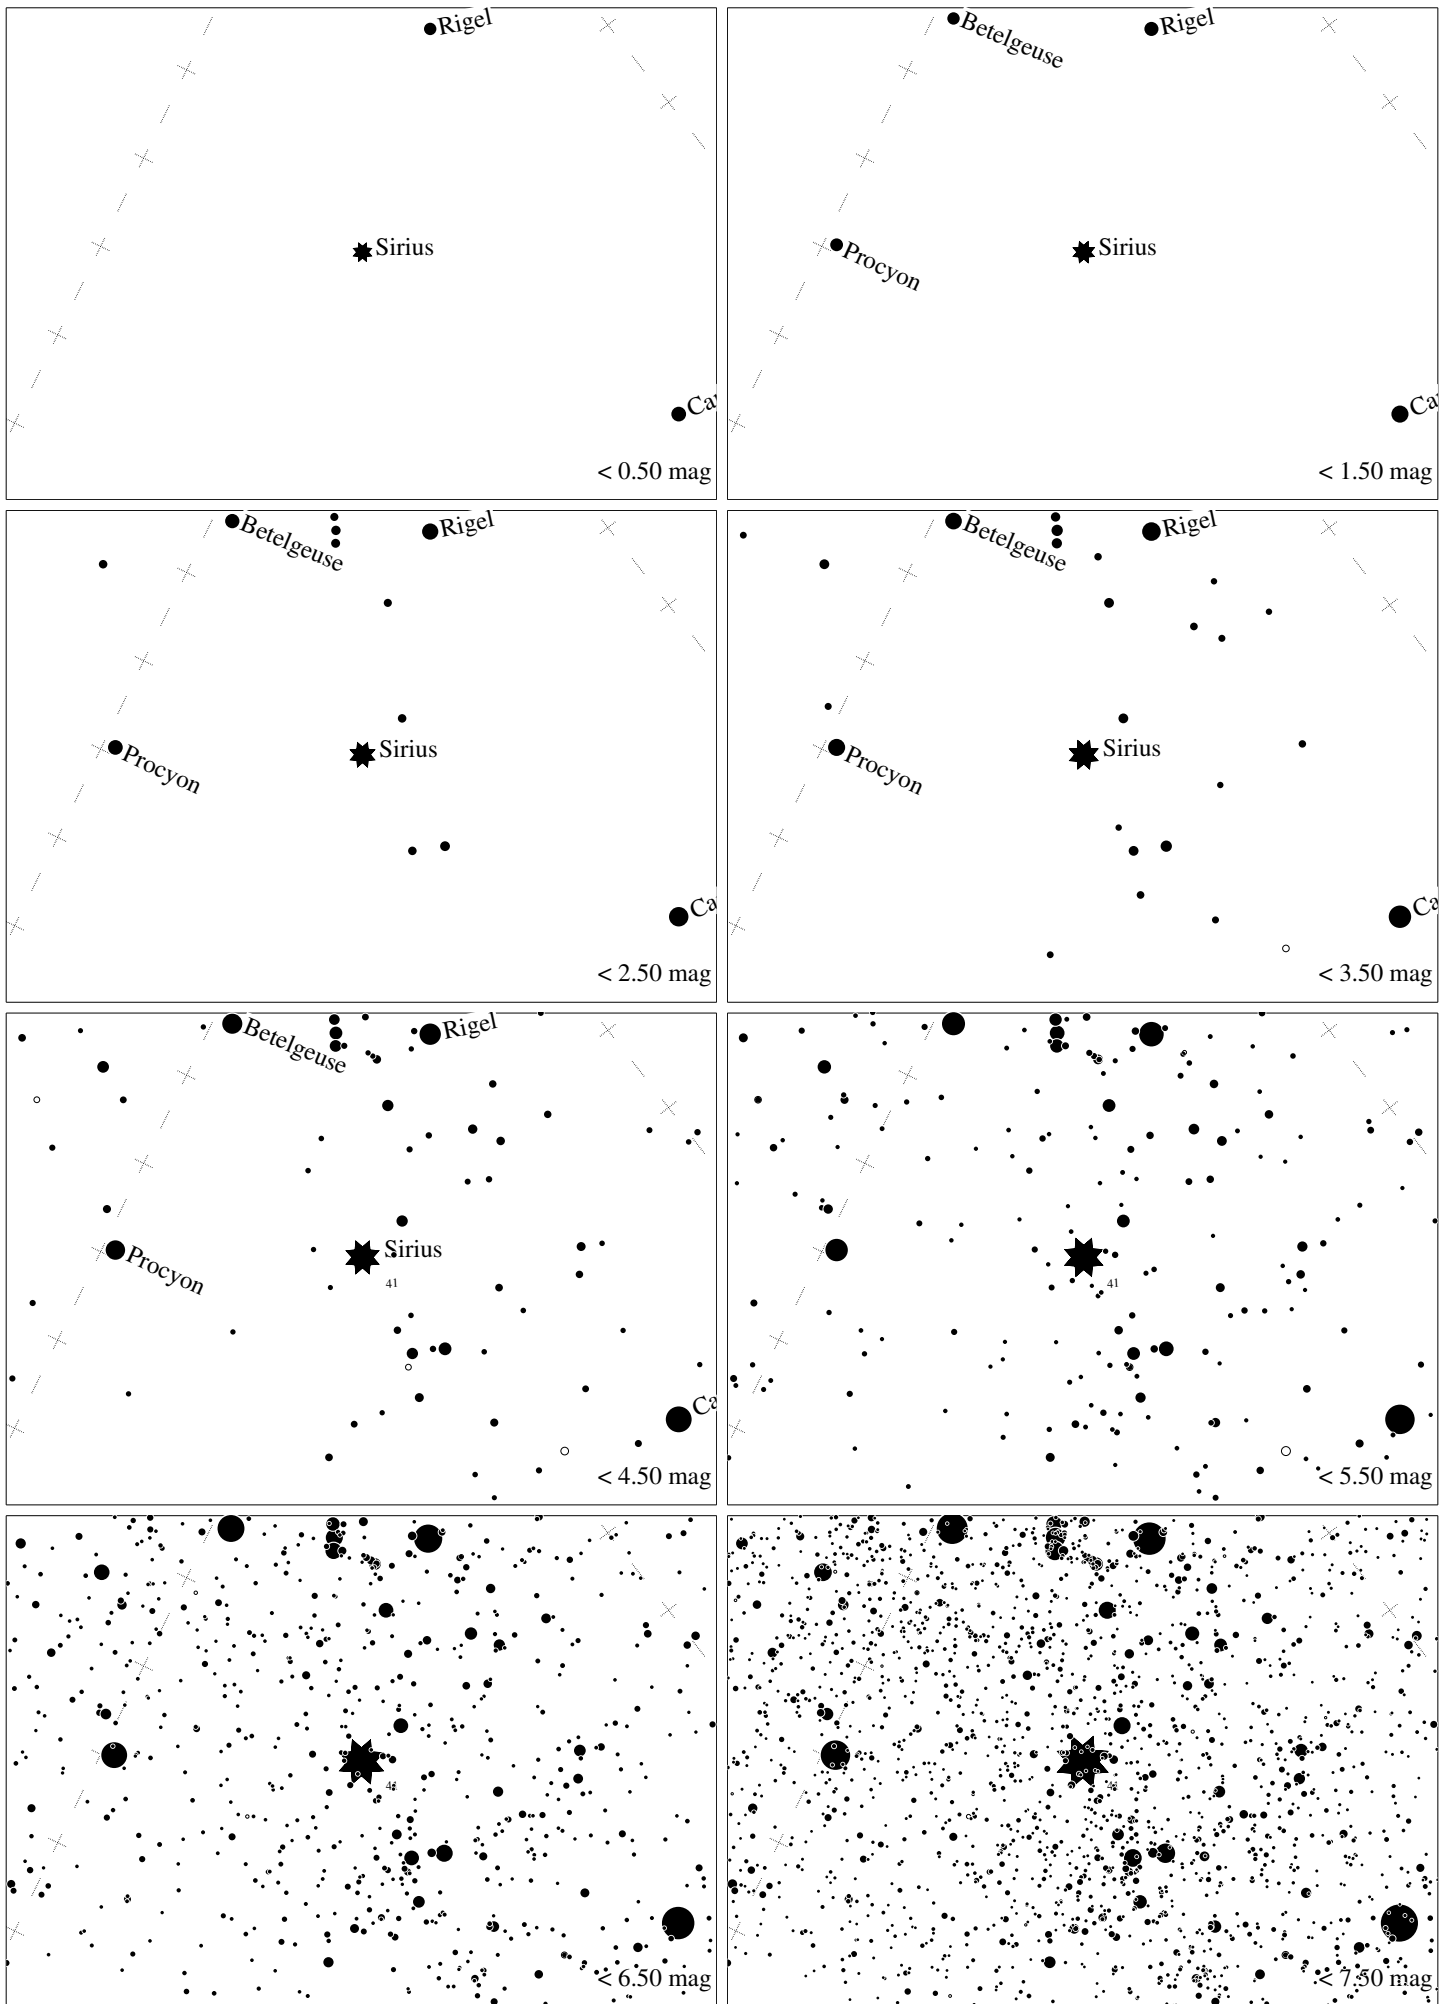 Rigel
Sirius
Ca
< 0.50 mag
Betelgeuse
Rigel
Procyon
Sirius
Ca
< 1.50 mag
Betelgeuse
Rigel
Procyon
Sirius
Ca
< 2.50 mag
Betelgeuse
Rigel
Procyon
Sirius
Ca
< 3.50 mag
Betelgeuse
Rigel
Procyon
Sirius
41
Ca
< 4.50 mag
41
< 5.50 mag
41
< 6.50 mag
< 7.50 mag